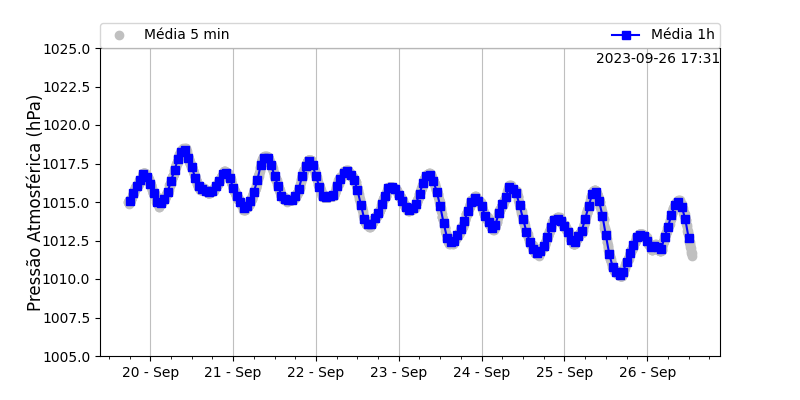 Média 5 min
Média 1h
2023-09-26 17:31
Pressão Atmosférica (hPa)
1025.0
1022.5
1020.0
1017.5
1015.0
1012.5
1010.0
1007.5
1005.0
20 - Sep
21 - Sep
22 - Sep
23 - Sep
24 - Sep
25 - Sep
26 - Sep